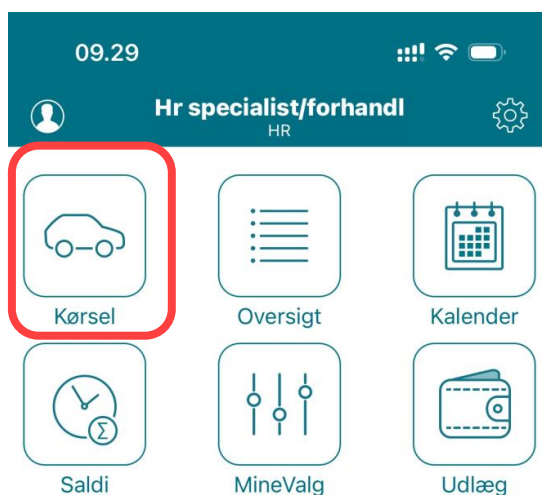 09.29
Hr specialist/forhandl
HR
Kørsel Oversigt Kalender
Σ
Saldi MineValg Udlæg